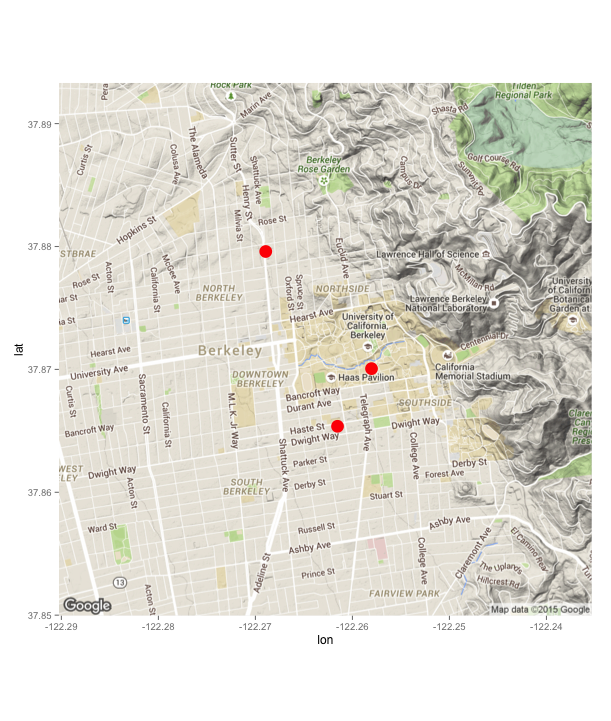 Rock Park
Tilden
Regional Park
Marin Ave
Shasta Rd
37.89
The Alameda
Sutter St
Curtis St
Colusa Ave
Shattuck Ave
Henry St
Berkeley
Rose Garden
Golf Course Rd
Summit Rd
Milvia St
Rose St
Hopkins St
37.88
STBRAE
McGee Ave
Euclid Ave
Lawrence Hall of Science
McMillan Rd
Rose St
Acton St
California St
Spruce St
Oxford St
NORTH
BERKELEY
NORTHSIDE
Lawrence Berkeley
National Laboratory
University
of California
Botanical
Garden at
Hearst Ave
University of
California,
Berkeley
Centennial Dr
Hearst Ave
Berkeley
University Ave
37.87
DOWNTOWN
BERKELEY
Haas Pavilion
California
Memorial Stadium
Bancroft Way
Durant Ave
SOUTHSIDE
Curtis St
Sacramento St
California St
M.L.K. Jr Way
Telegraph Ave
Haste St
Dwight Way
Dwight Way
Bancroft Way
Shattuck Ave
College Ave
WEST
Dwight Way
Parker St
Derby St
Forest Ave
37.86
Acton St
SOUTH
BERKELEY
Derby St
Stuart St
Ward St
Russell St
Ashby Ave
Ashby Ave
El Camino Real
Claremont Ave
Adeline St
Prince St
College Ave
The Uplands
Hillcrest Rd
13
Acton St
FAIRVIEW PARK
Google
Map data ©2015 Google
37.85
-122.29
-122.28
-122.27
-122.26
-122.25
-122.24
lon
lat